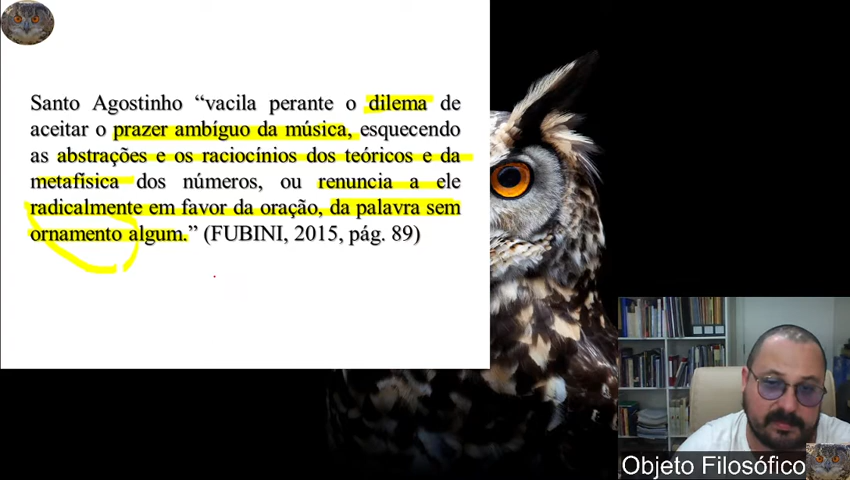 Santo Agostinho “vacila perante o dilema de
aceitar o prazer ambíguo da música, esquecendo
as abstrações e os raciocínios dos teóricos e da
metafísica dos números, ou renuncia a ele
radicalmente em favor da oração, da palavra sem
ornamento algum.” (FUBINI, 2015, pág. 89)
Objeto Filosófico